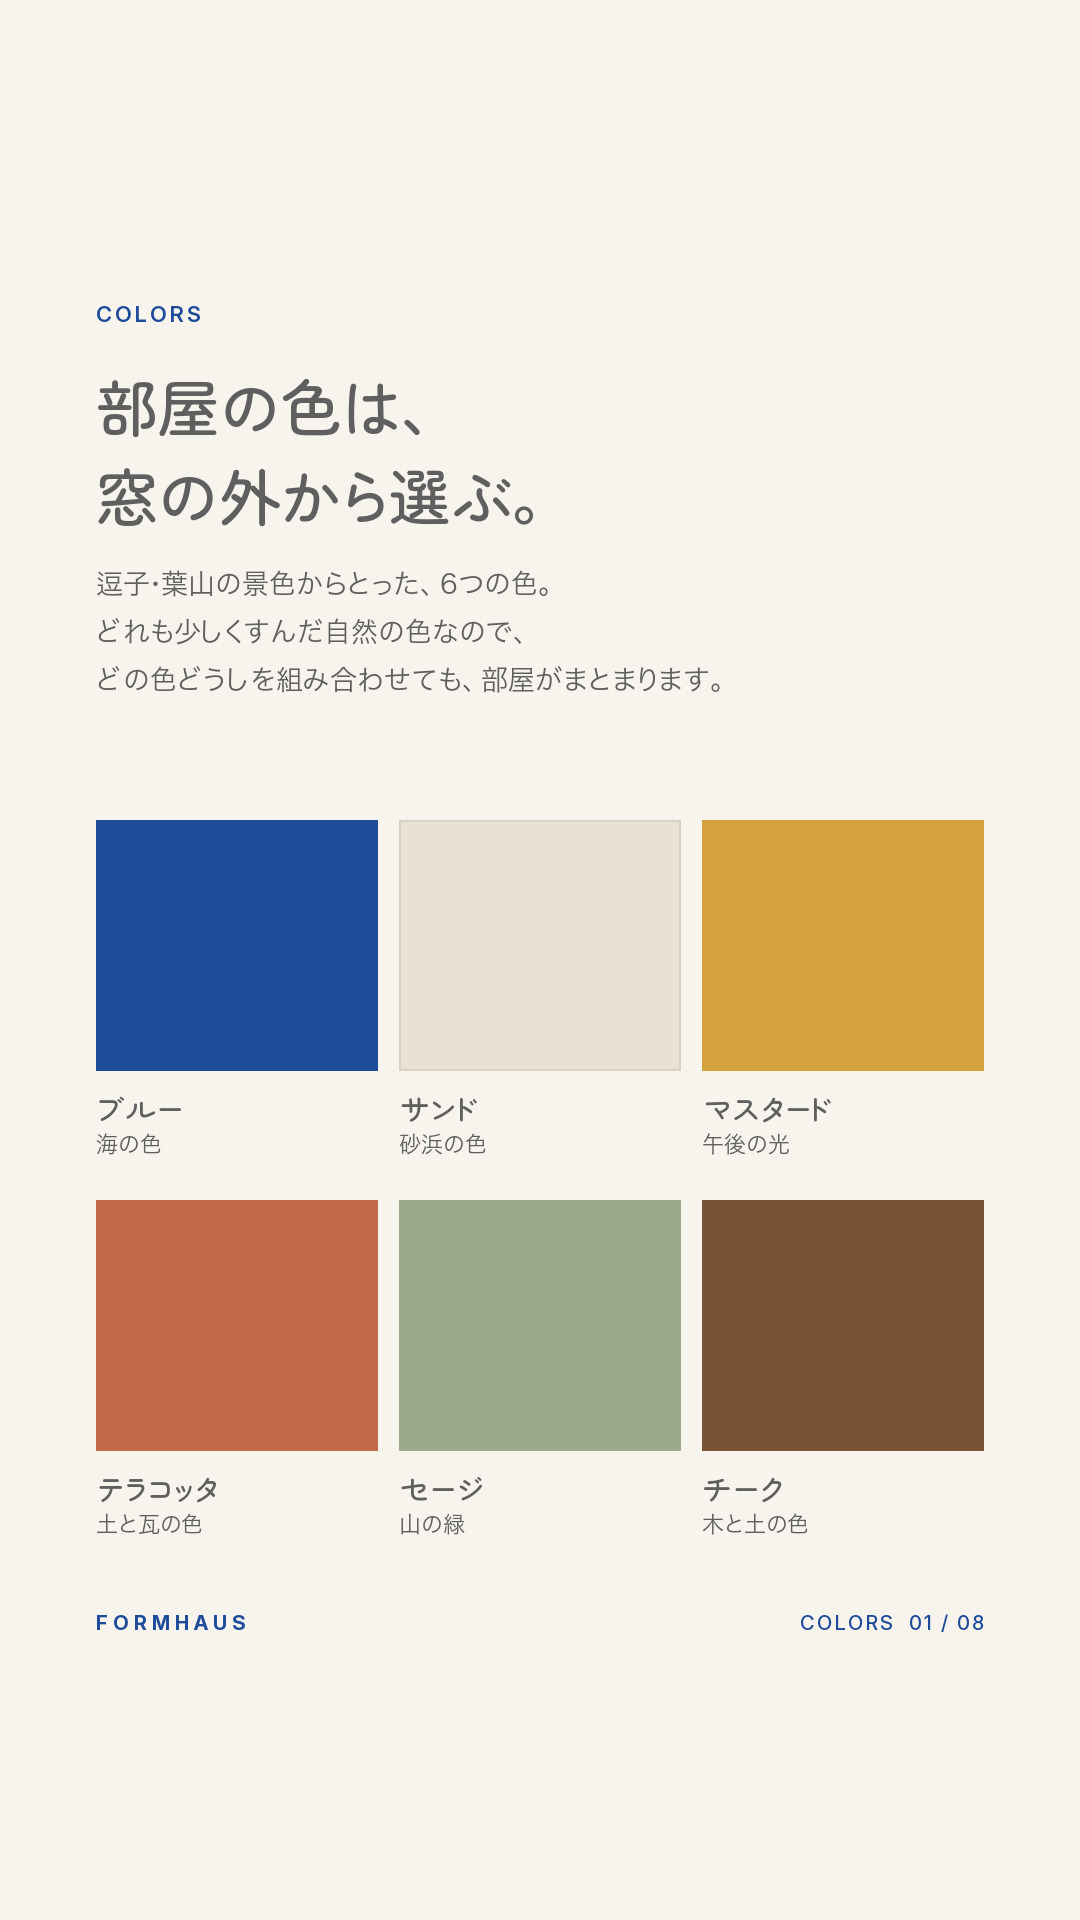 COLORS
部屋の色は、
窓の外から選ぶ。
逗子・葉山の景色からとった、6つの色。
どれも少しくすんだ自然の色なので、
どの色どうしを組み合わせても、部屋がまとまります。
ブルー
海の色
サンド
砂浜の色
マスタード
午後の光
テラコッタ
土と瓦の色
セージ
山の緑
チーク
木と土の色
FORMHAUS
COLORS 01 / 08